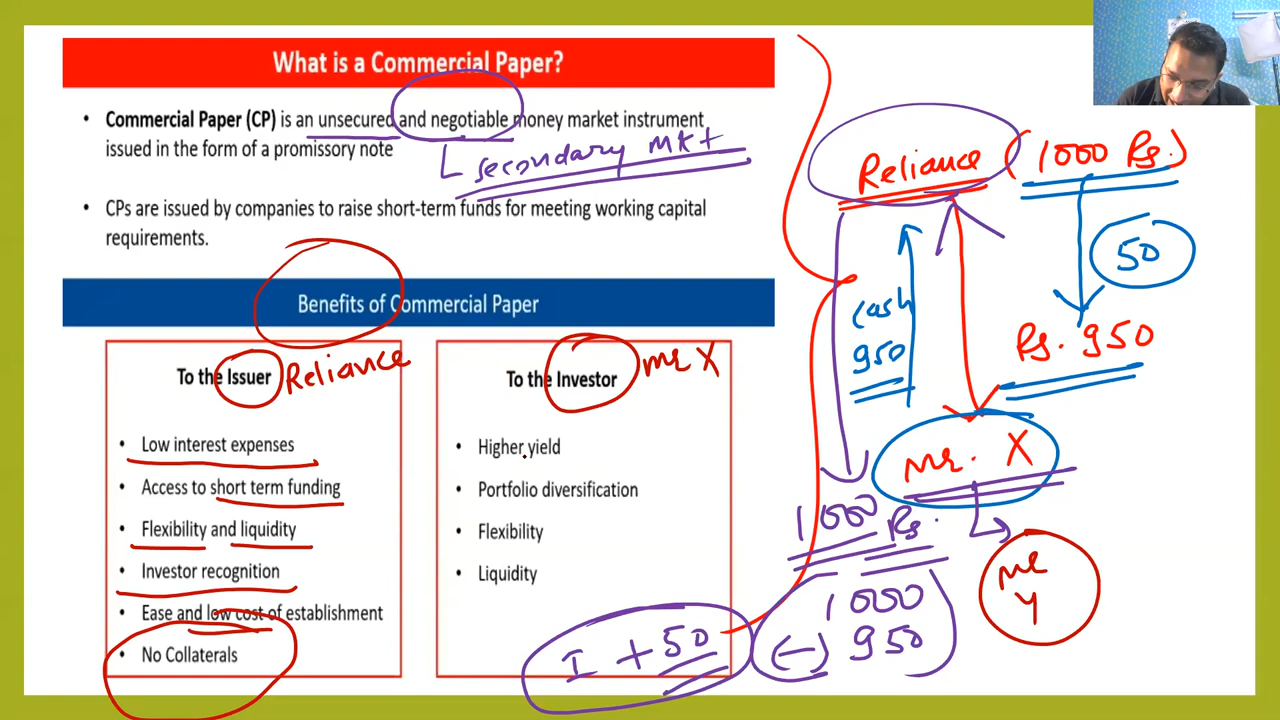 What is a Commercial Paper?
• Commercial Paper (CP) is an unsecured and negotiable money market instrument
issued in the form of a promissory note
secondary MKt
• CPs are issued by companies to raise short-term funds for meeting working capital
requirements.
Benefits of Commercial Paper
To the Issuer Reliance
• Low interest expenses
• Access to short term funding
• Flexibility and liquidity
• Investor recognition
• Ease and low cost of establishment
• No Collaterals
To the Investor Mr X
• Higher yield
• Portfolio diversification
• Flexibility
• Liquidity
Reliance (1000 Rs.)
50
cash
950
Rs. 950
Mr. X
1000 Rs.
Mr
Y
1000
(-) 950
I + 50